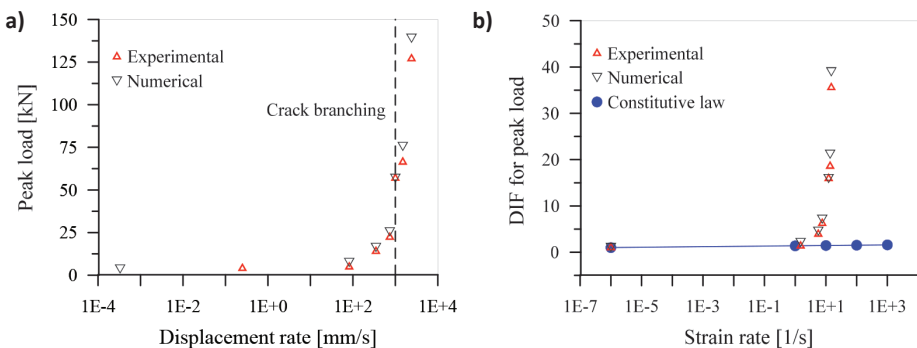 a)
150
125
100
75
50
25
0
Peak load [kN]
Experimental
Numerical
Crack branching
1E-4
1E-2
1E+0
1E+2
1E+4
Displacement rate [mm/s]
b)
50
40
30
20
10
0
DIF for peak load
Experimental
Numerical
Constitutive law
1E-7
1E-5
1E-3
1E-1
1E+1
1E+3
Strain rate [1/s]